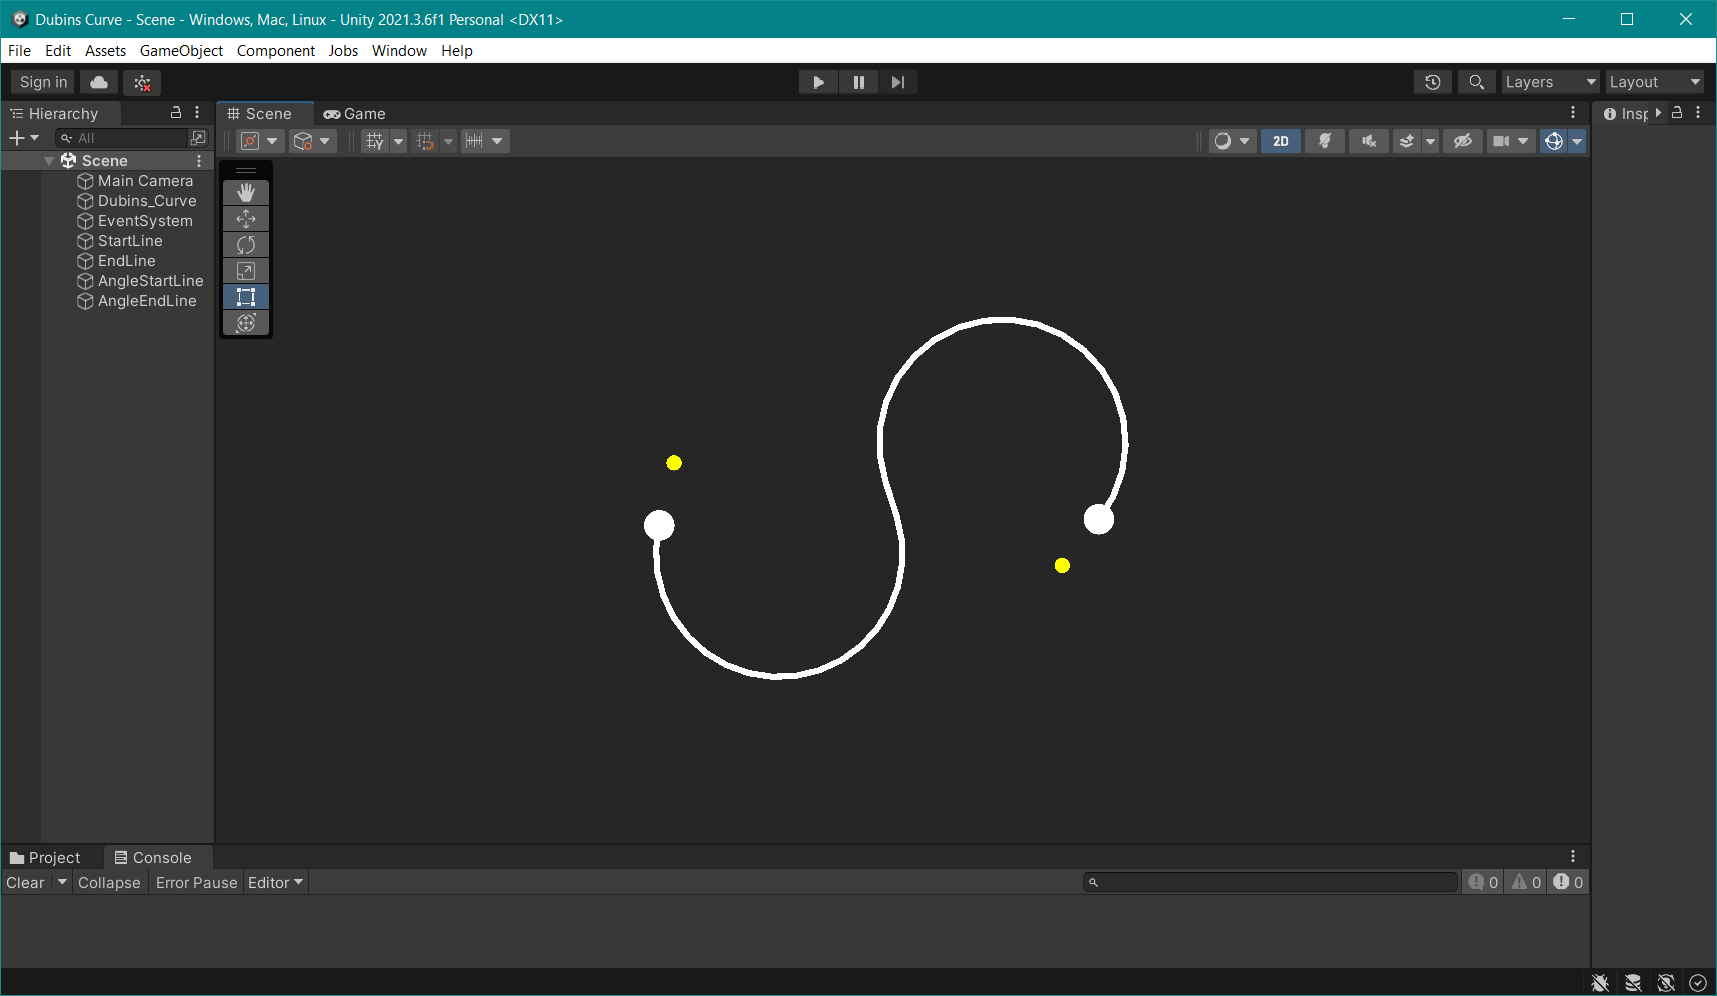 Dubins Curve - Scene - Windows, Mac, Linux - Unity 2021.3.6f1 Personal <DX11>
File Edit Assets GameObject Component Jobs Window Help
Sign in
Layers
Layout
Hierarchy
All
Scene
Main Camera
Dubins_Curve
EventSystem
StartLine
EndLine
AngleStartLine
AngleEndLine
Scene
Game
2D
Insp
Project
Console
Clear Collapse Error Pause Editor
0 0 0